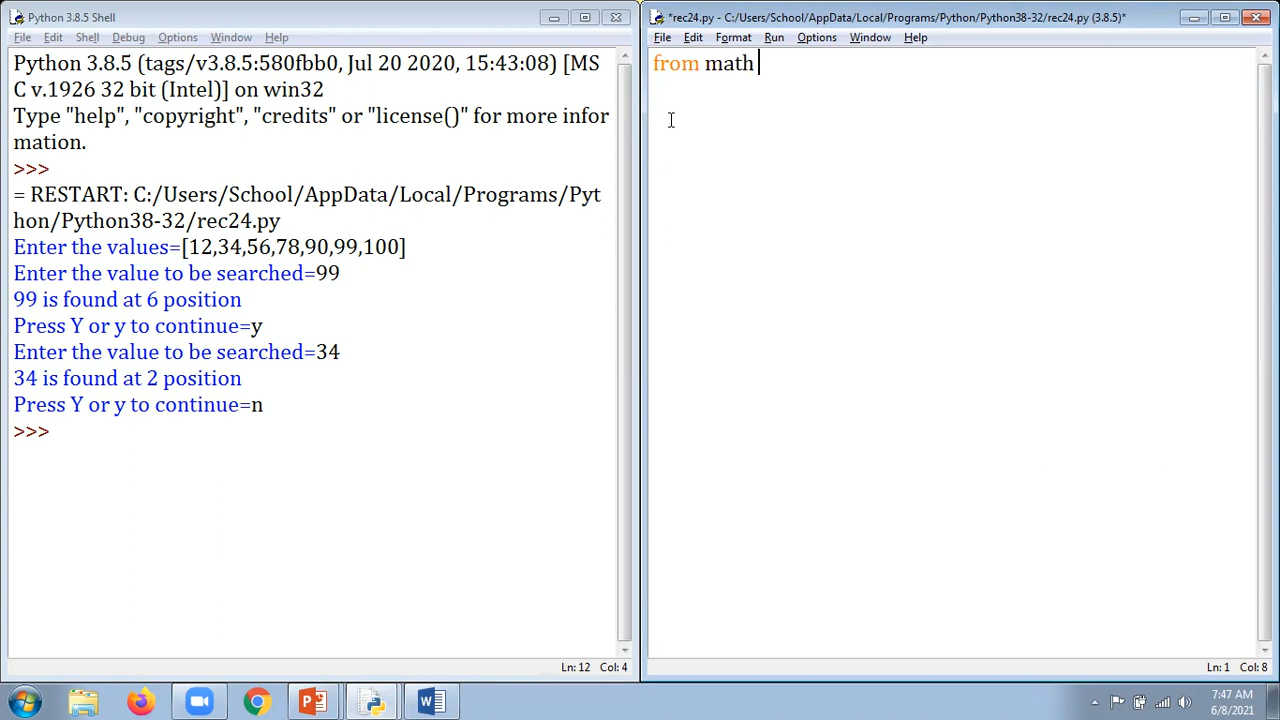 Python 3.8.5 Shell
File Edit Shell Debug Options Window Help
Python 3.8.5 (tags/v3.8.5:580fbb0, Jul 20 2020, 15:43:08) [MS
C v.1926 32 bit (Intel)] on win32
Type "help", "copyright", "credits" or "license()" for more infor
mation.
>>>
= RESTART: C:/Users/School/AppData/Local/Programs/Pyt
hon/Python38-32/rec24.py
Enter the values=[12,34,56,78,90,99,100]
Enter the value to be searched=99
99 is found at 6 position
Press Y or y to continue=y
Enter the value to be searched=34
34 is found at 2 position
Press Y or y to continue=n
>>>
Ln: 12 Col: 4
*rec24.py - C:/Users/School/AppData/Local/Programs/Python/Python38-32/rec24.py (3.8.5)*
File Edit Format Run Options Window Help
from math
Ln: 1 Col: 8
7:47 AM
6/8/2021